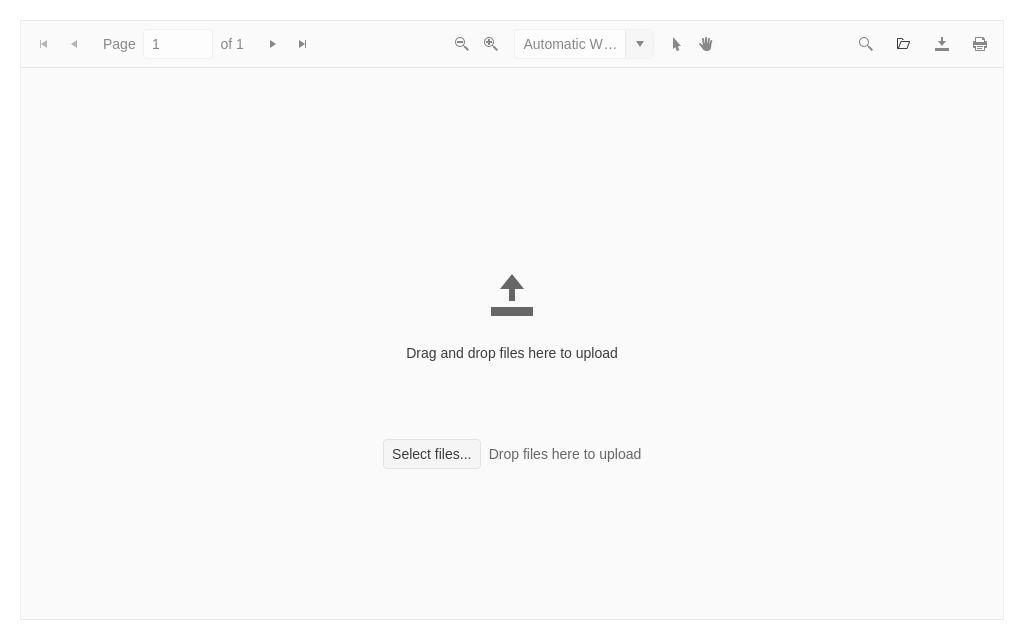 Page 1 of 1 Automatic W...
Drag and drop files here to upload
Select files... Drop files here to upload